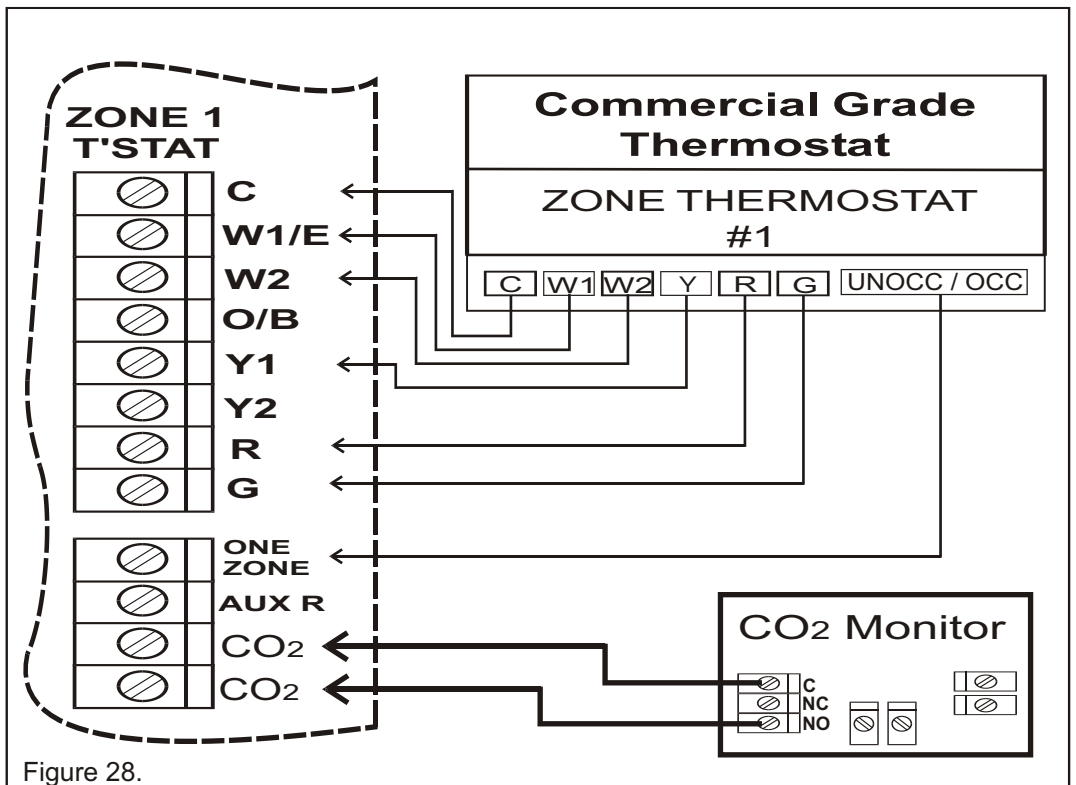 ZONE 1
T'STAT
C
W1/E
W2
O/B
Y1
Y2
R
G
ONE
ZONE
AUX R
CO2
CO2
Commercial Grade
Thermostat
ZONE THERMOSTAT
#1
C W1 W2 Y R G UNOCC / OCC
CO2 Monitor
C
NC
NO
Figure 28.